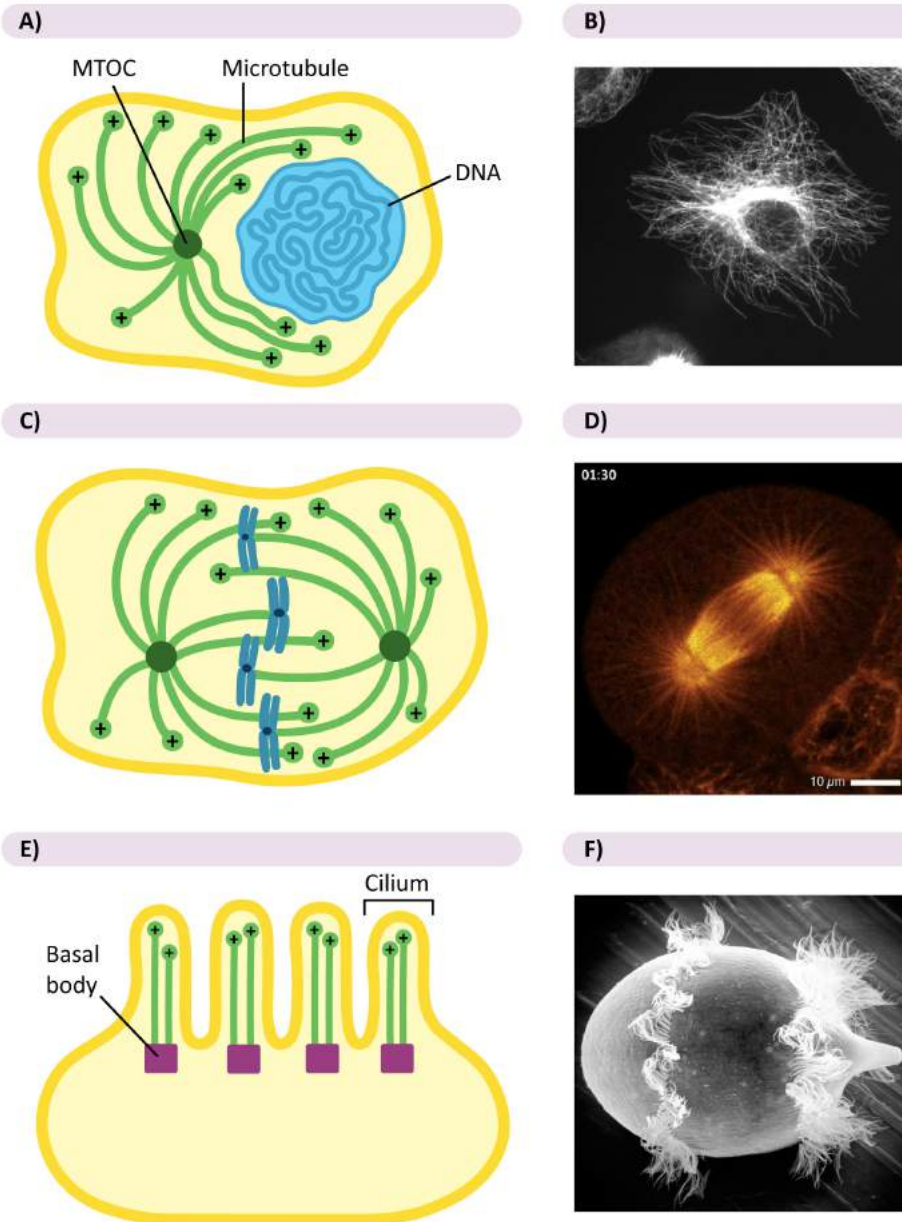 A)
B)
MTOC
Microtubule
DNA
+
+
+
+
+
+
+
+
+
+
+
C)
D)
01:30
10 µm
+
+
+
+
+
+
+
+
+
+
+
+
+
+
E)
F)
Cilium
Basal
body
+
+
+
+
+
+
+
+